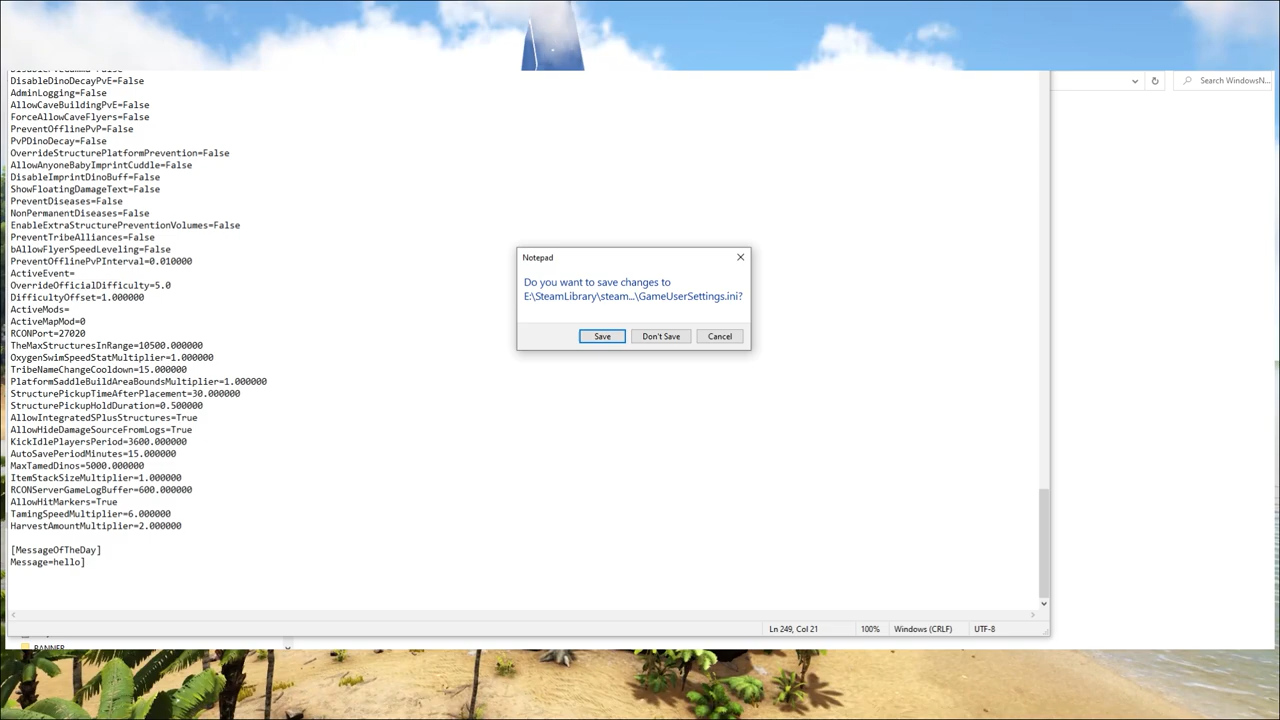 DisableDinoDecayPvE=False
AdminLogging=False
AllowCaveBuildingPvE=False
ForceAllowCaveFlyers=False
PreventOfflinePvP=False
PvPDinoDecay=False
OverrideStructurePlatformPrevention=False
AllowAnyoneBabyImprintCuddle=False
DisableImprintDinoBuff=False
ShowFloatingDamageText=False
PreventDiseases=False
NonPermanentDiseases=False
EnableExtraStructurePreventionVolumes=False
PreventTribeAlliances=False
bAllowFlyerSpeedLeveling=False
PreventOfflinePvPInterval=0.010000
ActiveEvent=
OverrideOfficialDifficulty=5.0
DifficultyOffset=1.000000
ActiveMods=
ActiveMapMod=0
RCONPort=27020
TheMaxStructuresInRange=10500.000000
OxygenSwimSpeedStatMultiplier=1.000000
TribeNameChangeCooldown=15.000000
PlatformSaddleBuildAreaBoundsMultiplier=1.000000
StructurePickupTimeAfterPlacement=30.000000
StructurePickupHoldDuration=0.500000
AllowIntegratedSPlusStructures=True
AllowHideDamageSourceFromLogs=True
KickIdlePlayersPeriod=3600.000000
AutoSavePeriodMinutes=15.000000
MaxTamedDinos=5000.000000
ItemStackSizeMultiplier=1.000000
RCONServerGameLogBuffer=600.000000
AllowHitMarkers=True
TamingSpeedMultiplier=6.000000
HarvestAmountMultiplier=2.000000
[MessageOfTheDay]
Message=hello]
Search WindowsN...
Notepad
Do you want to save changes to
E:\SteamLibrary\steam...\GameUserSettings.ini?
Save Don't Save Cancel
Ln 249, Col 21 100% Windows (CRLF) UTF-8
BANNER